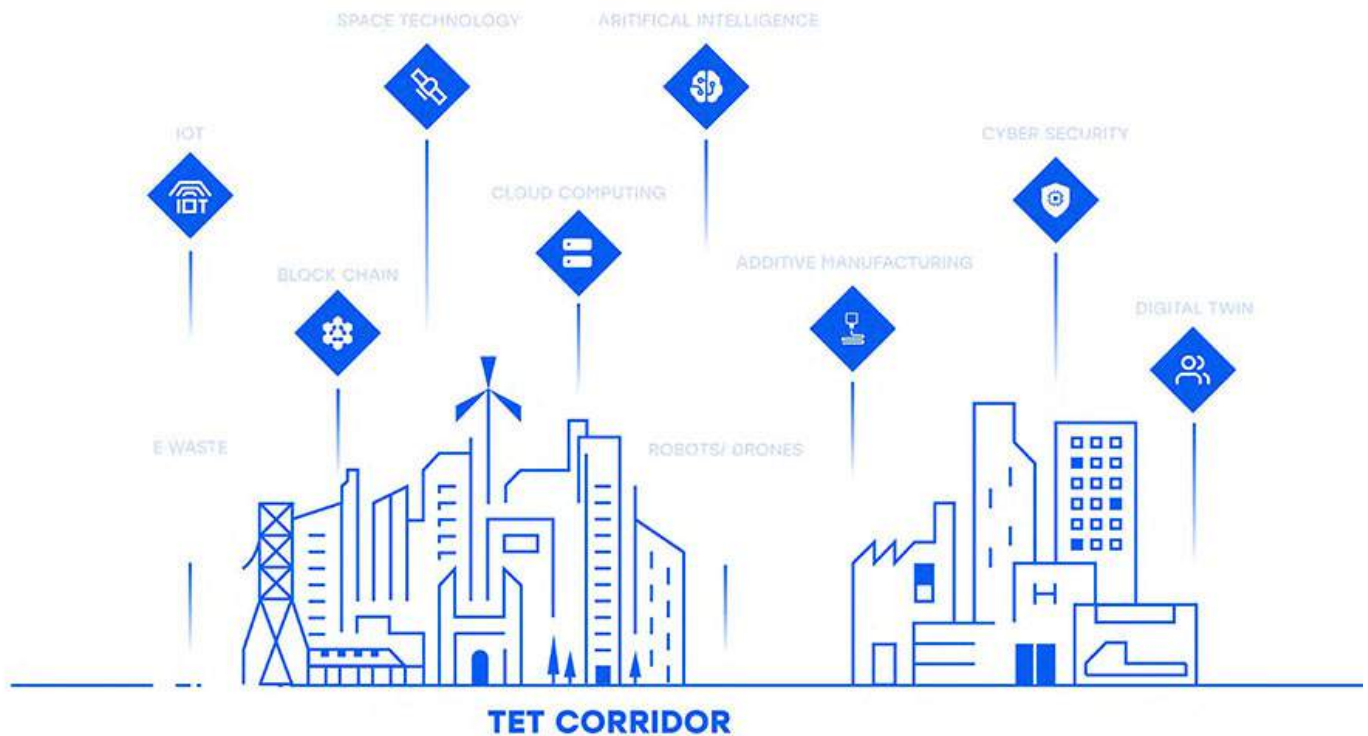 SPACE TECHNOLOGY
ARITIFICAL INTELLIGENCE
IOT
CYBER SECURITY
CLOUD COMPUTING
BLOCK CHAIN
ADDITIVE MANUFACTURING
DIGITAL TWIN
E WASTE
ROBOTS/ DRONES
IOT
H
TET CORRIDOR